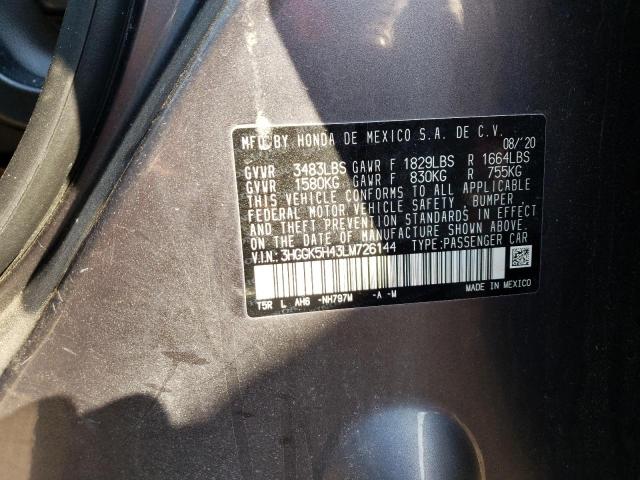 MFD.BY HONDA DE MEXICO S.A. DE C.V. 08/'20
GVWR 3483LBS GAWR F 1829LBS R 1664LBS
GVWR 1580KG GAWR F 830KG R 755KG
THIS VEHICLE CONFORMS TO ALL APPLICABLE
FEDERAL MOTOR VEHICLE SAFETY, BUMPER,
AND THEFT PREVENTION STANDARDS IN EFFECT
ON THE DATE OF MANUFACTURE SHOWN ABOVE.
V.I.N.: 3HGGK5H43LM726144 TYPE:PASSENGER CAR
MADE IN MEXICO
T5R L AH6 -NH797M -A -M